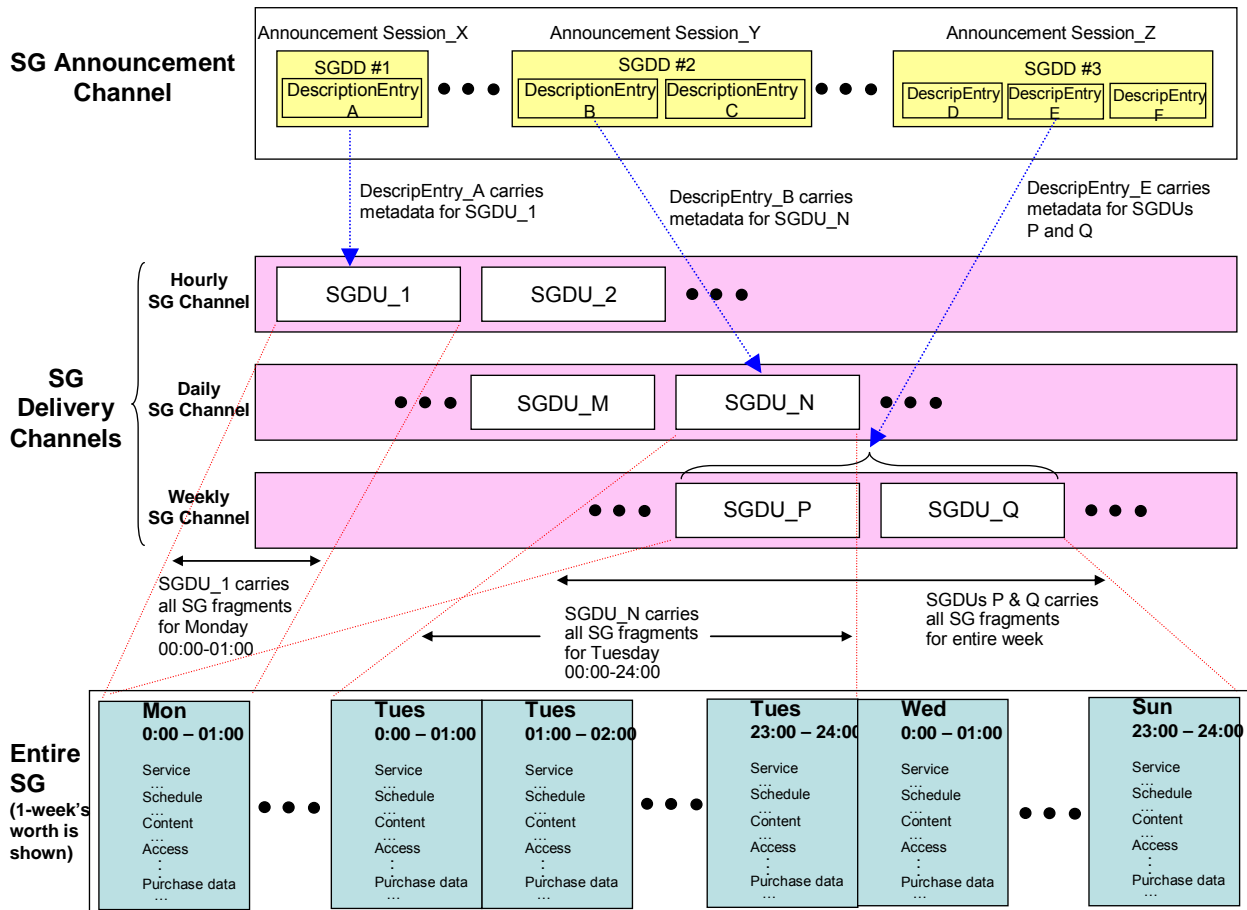 Announcement Session_X
Announcement Session_Y
Announcement Session_Z
SG Announcement
Channel
SGDD #1
DescriptionEntry
A
SGDD #2
DescriptionEntry
B
DescriptionEntry
C
SGDD #3
DescripEntry
D
DescripEntry
E
DescripEntry
F
DescripEntry_A carries
metadata for SGDU_1
DescripEntry_B carries
metadata for SGDU_N
DescripEntry_E carries
metadata for SGDUs
P and Q
SG
Delivery
Channels
Hourly
SG Channel
SGDU_1
SGDU_2
Daily
SG Channel
SGDU_M
SGDU_N
Weekly
SG Channel
SGDU_P
SGDU_Q
SGDU_1 carries
all SG fragments
for Monday
00:00-01:00
SGDU_N carries
all SG fragments
for Tuesday
00:00-24:00
SGDUs P & Q carries
all SG fragments
for entire week
Entire
SG
(1-week's
worth is
shown)
Mon
0:00 – 01:00
Service
...
Schedule
...
Content
...
Access
:
Purchase data
...
Tues
0:00 – 01:00
Service
...
Schedule
...
Content
...
Access
:
Purchase data
...
Tues
01:00 – 02:00
Service
...
Schedule
...
Content
...
Access
:
Purchase data
...
Tues
23:00 – 24:00
Service
...
Schedule
...
Content
...
Access
:
Purchase data
...
Wed
0:00 – 01:00
Service
...
Schedule
...
Content
...
Access
:
Purchase data
...
Sun
23:00 – 24:00
Service
...
Schedule
...
Content
...
Access
:
Purchase data
...